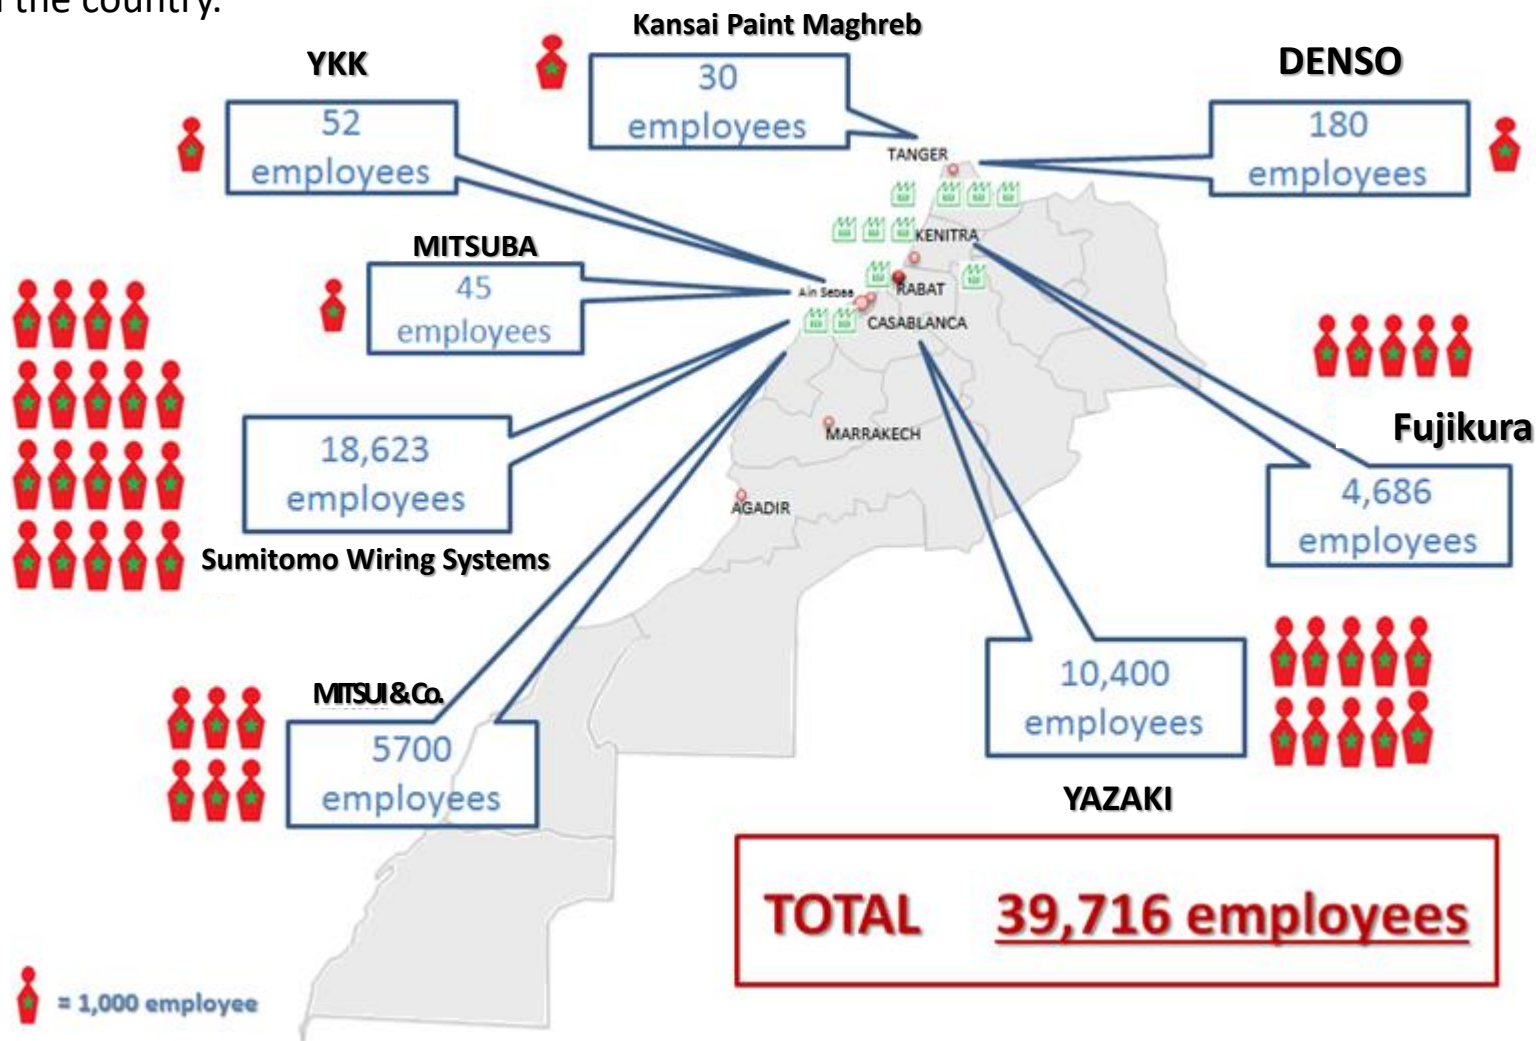 the country.
Kansai Paint Maghreb
YKK
DENSO
30
employees
52
employees
180
employees
TANGER
MITSUBA
KENITRA
45
employees
Ain Sebaa
RABAT
CASABLANCA
Fujikura
MARRAKECH
18,623
employees
4,686
employees
AGADIR
Sumitomo Wiring Systems
10,400
employees
MITSUI & Co.
5700
employees
YAZAKI
TOTAL 39,716 employees
= 1,000 employee